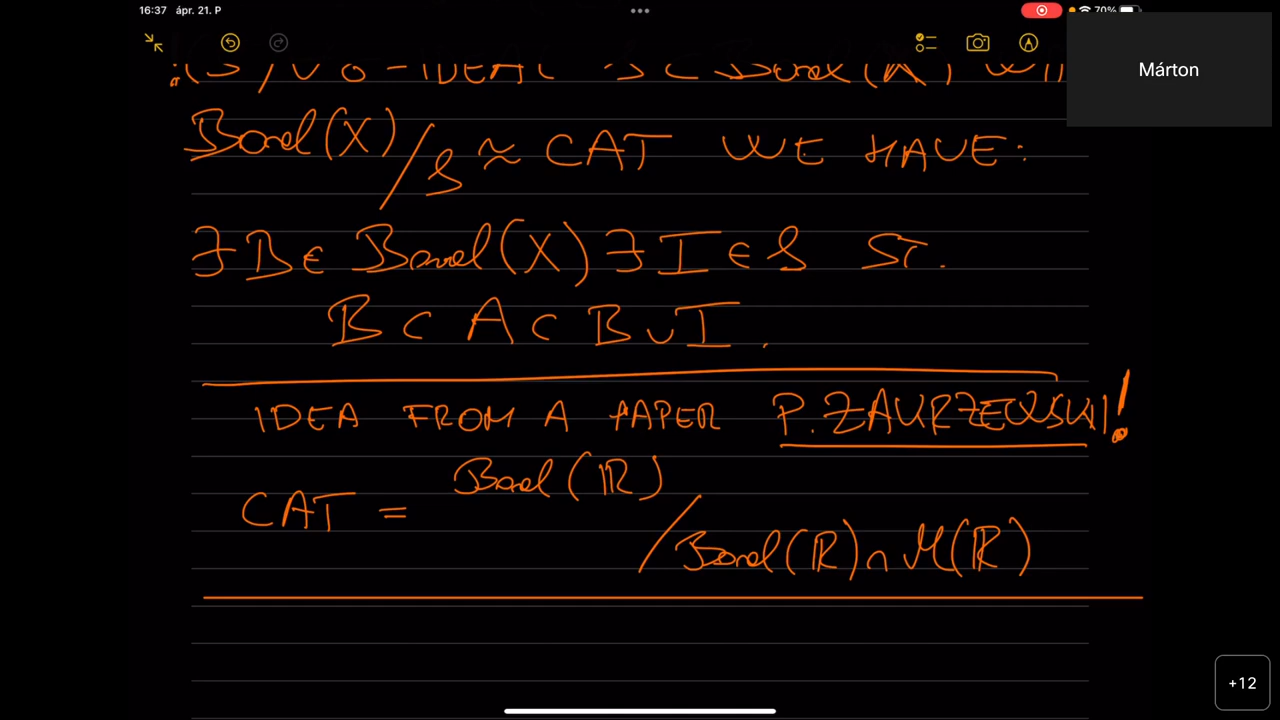 16:37 ápr. 21. P
70%
Márton
Borel(X)/𝒮 ≈ CAT WE HAVE:
∃ B ∈ Borel(X) ∃ I ∈ 𝒮 ST.
B ⊂ A ⊂ B ∪ I.
IDEA FROM A PAPER P. ZAKRZEWSKI!
CAT = Borel(ℝ)/Borel(ℝ) ∩ M(ℝ)
+12